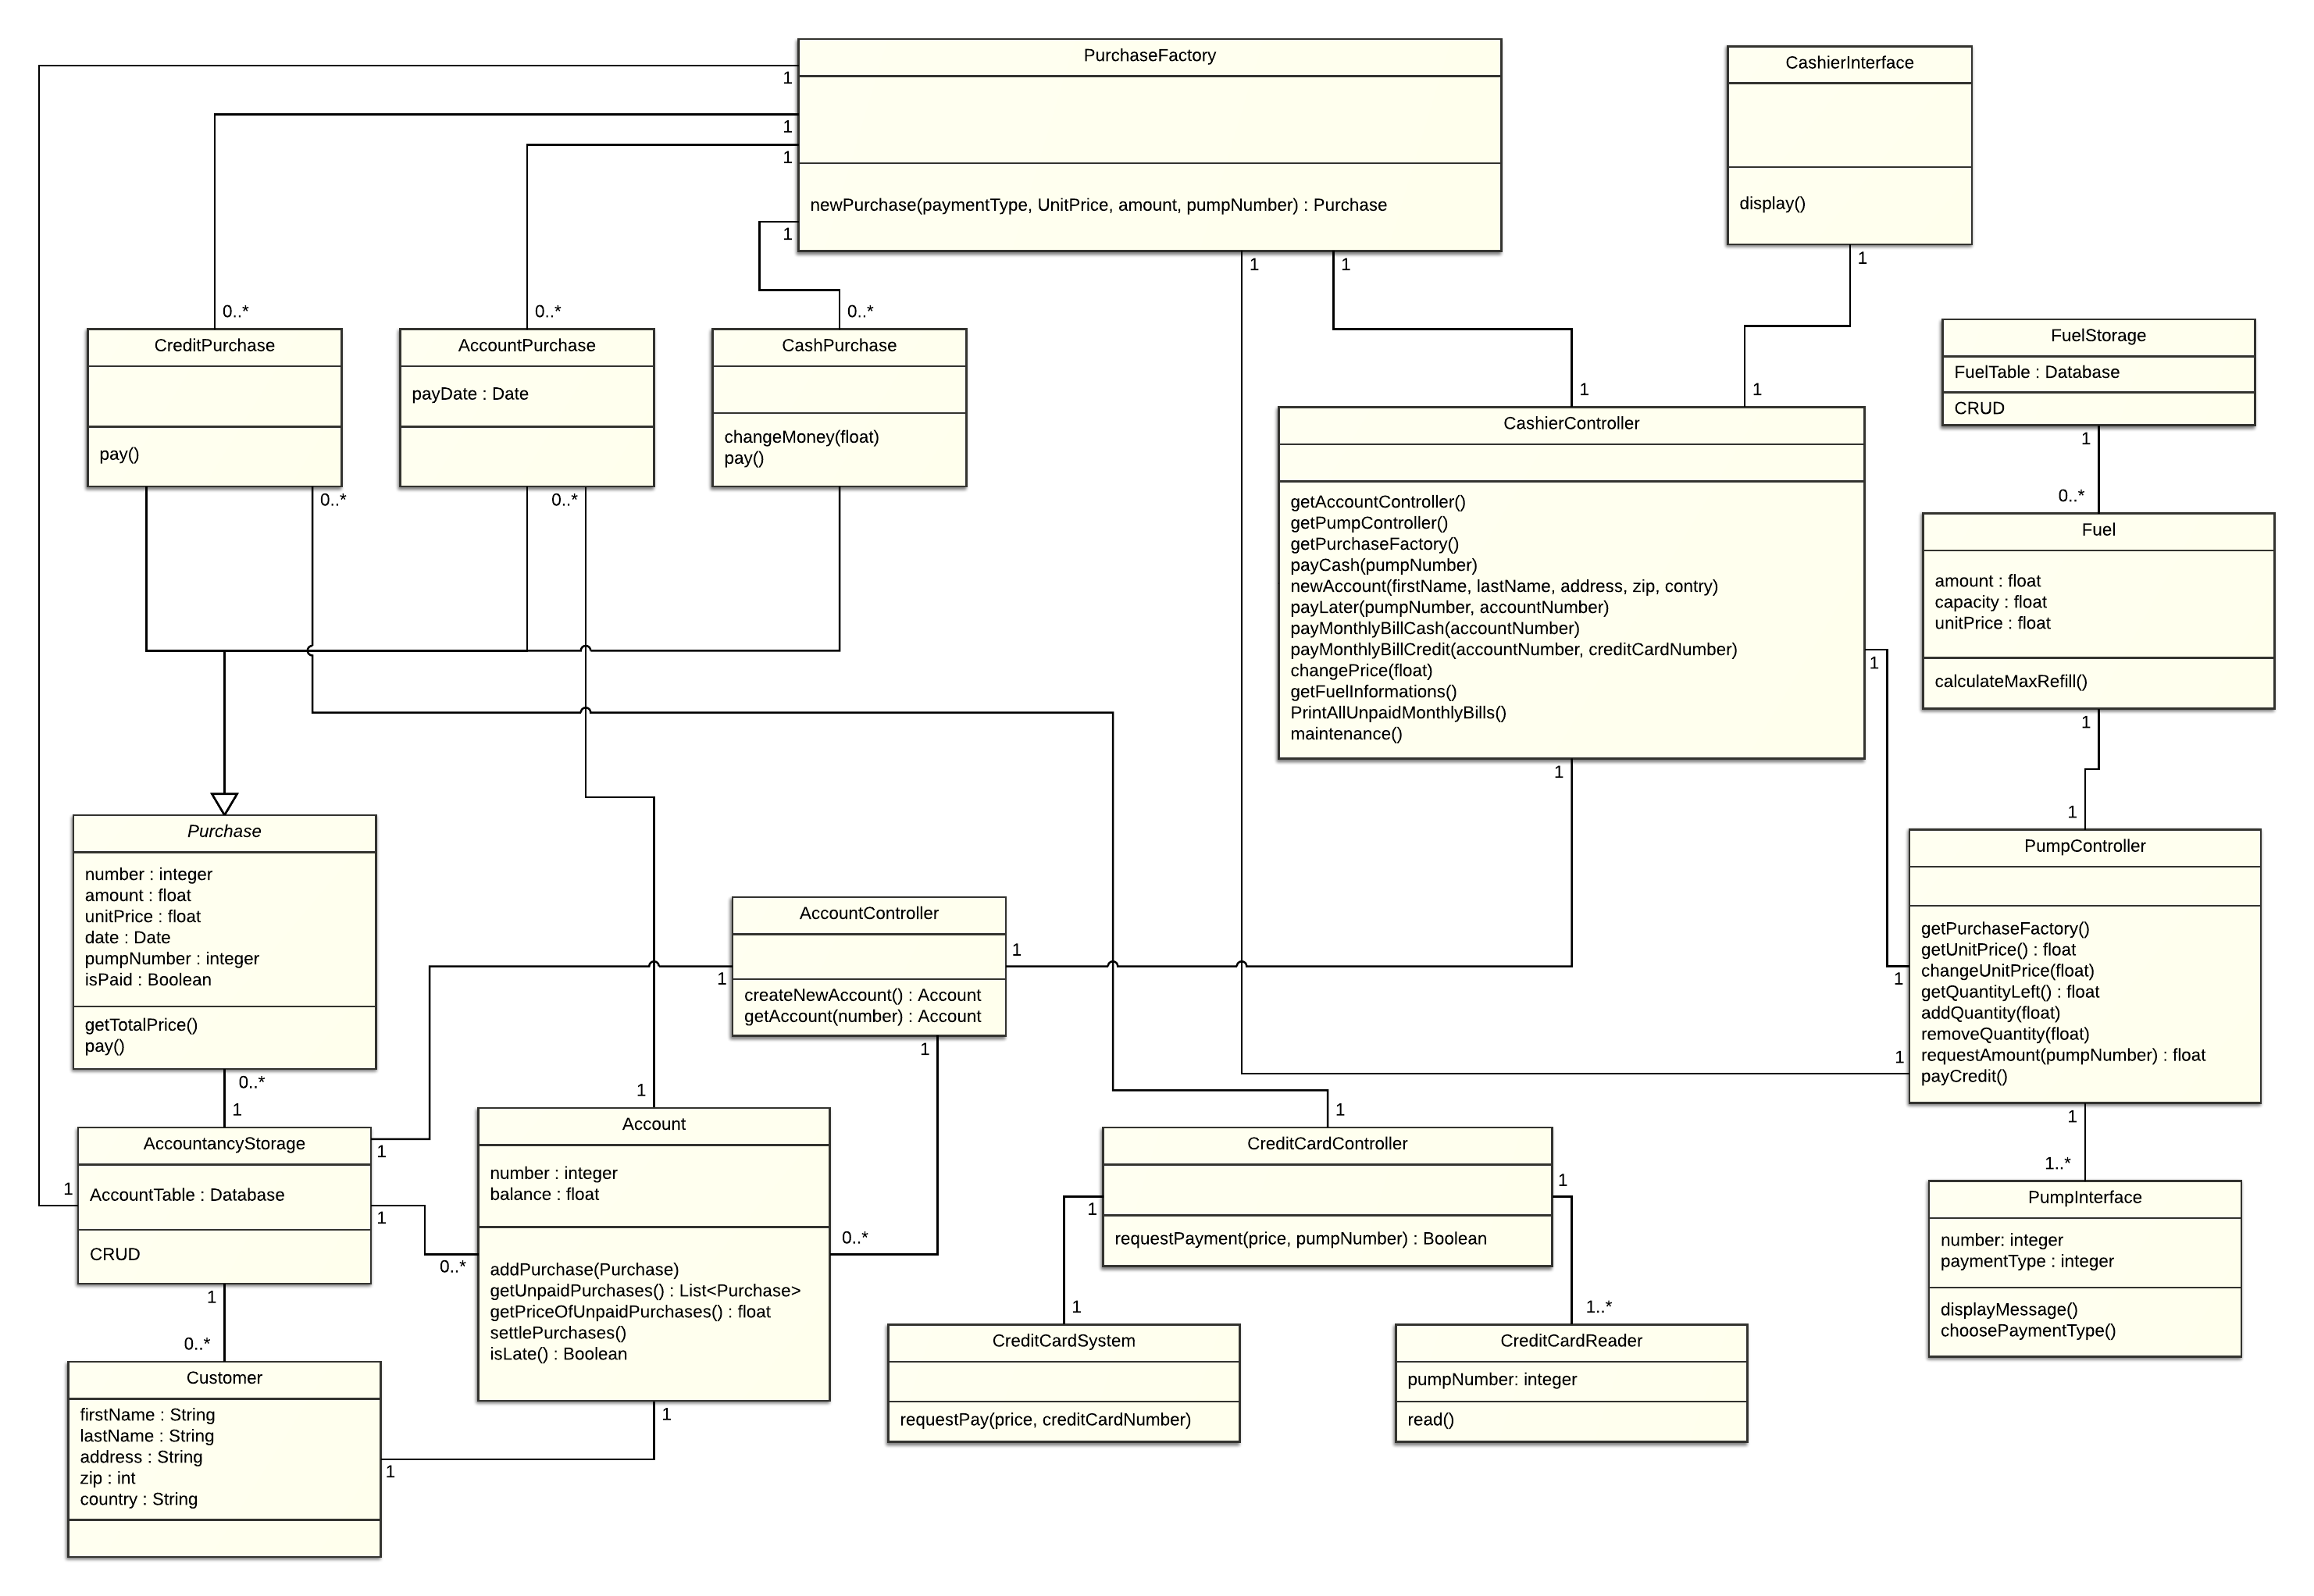 PurchaseFactory
newPurchase(paymentType, UnitPrice, amount, pumpNumber) : Purchase
1
1
1
1
1
1
CashierInterface
display()
1
0..*
0..*
0..*
CreditPurchase
pay()
0..*
AccountPurchase
payDate : Date
0..*
CashPurchase
changeMoney(float)
pay()
1
1
CashierController
getAccountController()
getPumpController()
getPurchaseFactory()
payCash(pumpNumber)
newAccount(firstName, lastName, address, zip, contry)
payLater(pumpNumber, accountNumber)
payMonthlyBillCash(accountNumber)
payMonthlyBillCredit(accountNumber, creditCardNumber)
changePrice(float)
getFuelInformations()
PrintAllUnpaidMonthlyBills()
maintenance()
1
1
FuelStorage
FuelTable : Database
CRUD
1
0..*
Fuel
amount : float
capacity : float
unitPrice : float
calculateMaxRefill()
1
1
PumpController
getPurchaseFactory()
getUnitPrice() : float
changeUnitPrice(float)
getQuantityLeft() : float
addQuantity(float)
removeQuantity(float)
requestAmount(pumpNumber) : float
payCredit()
1
1
1
1..*
PumpInterface
number: integer
paymentType : integer
displayMessage()
choosePaymentType()
Purchase
number : integer
amount : float
unitPrice : float
date : Date
pumpNumber : integer
isPaid : Boolean
getTotalPrice()
pay()
0..*
1
AccountController
createNewAccount() : Account
getAccount(number) : Account
1
1
1
AccountancyStorage
AccountTable : Database
CRUD
1
1
1
1
0..*
0..*
1
Account
number : integer
balance : float
addPurchase(Purchase)
getUnpaidPurchases() : List<Purchase>
getPriceOfUnpaidPurchases() : float
settlePurchases()
isLate() : Boolean
0..*
1
1
CreditCardController
requestPayment(price, pumpNumber) : Boolean
1
1
1
1..*
CreditCardSystem
requestPay(price, creditCardNumber)
CreditCardReader
pumpNumber: integer
read()
Customer
firstName : String
lastName : String
address : String
zip : int
country : String
1